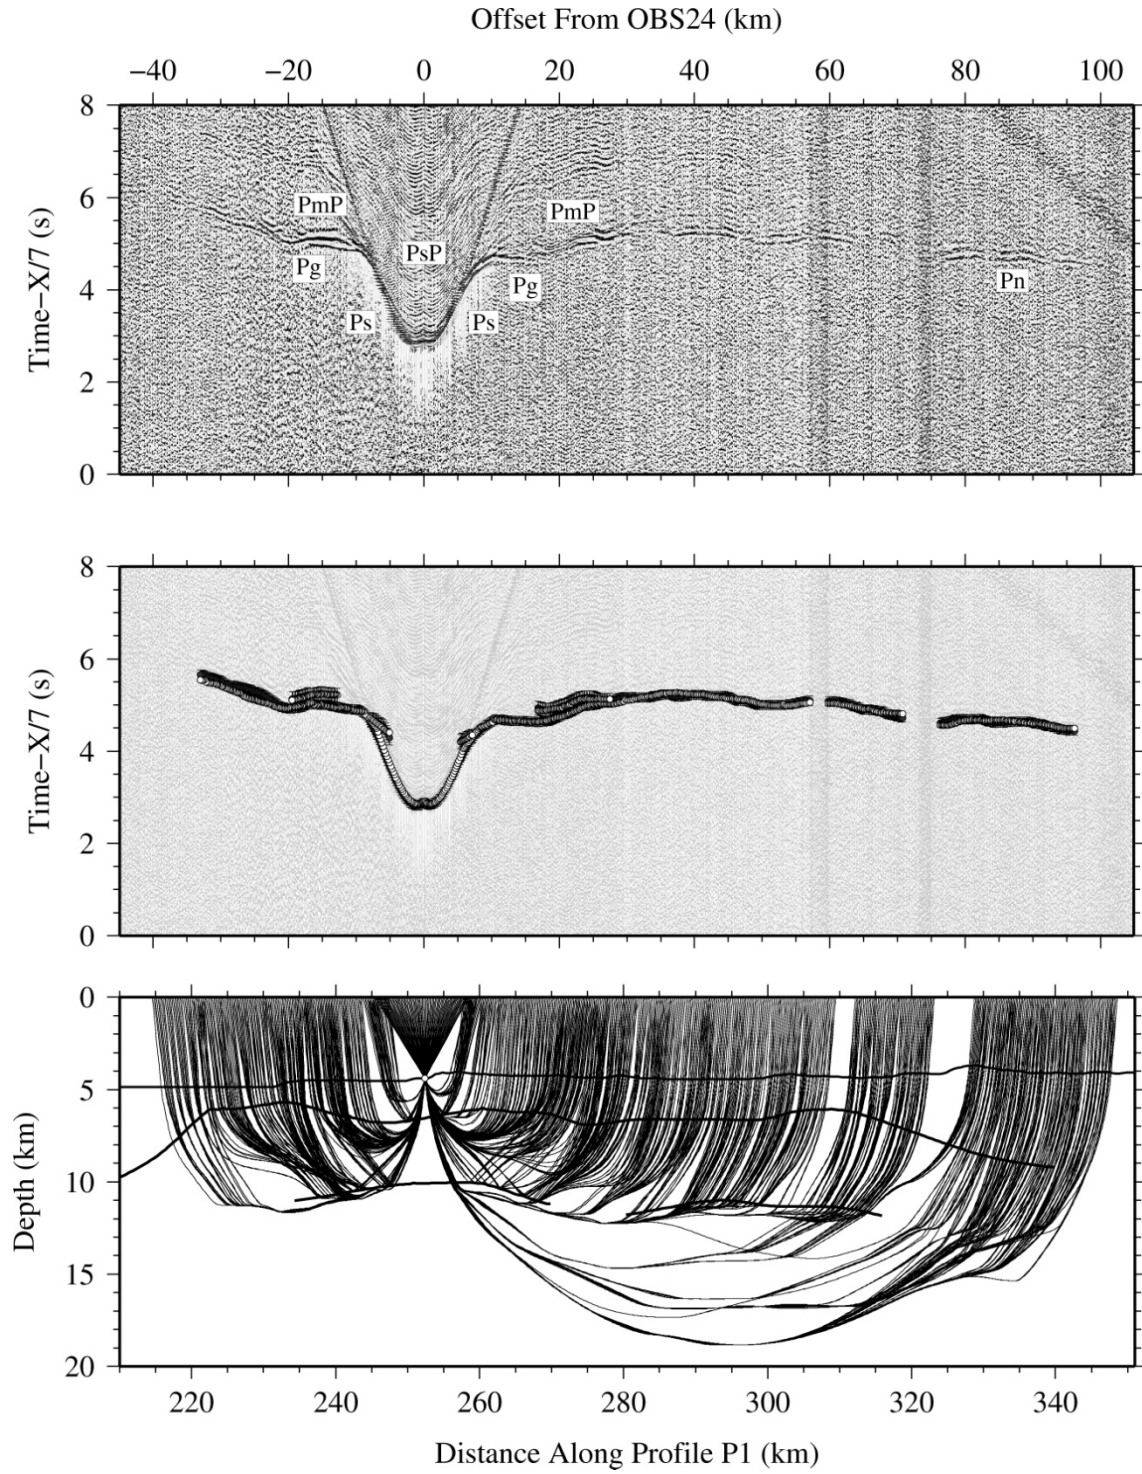 Offset From OBS24 (km)
−40 −20 0 20 40 60 80 100
8
6
4
2
0
Time−X/7 (s)
PmP
PmP
PsP
Pg
Pg
Pn
Ps
Ps
8
6
4
2
0
Time−X/7 (s)
0
5
10
15
20
Depth (km)
220 240 260 280 300 320 340
Distance Along Profile P1 (km)